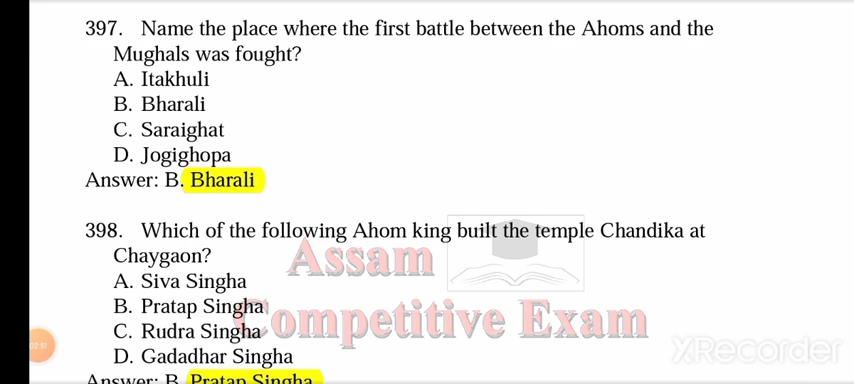 397. Name the place where the first battle between the Ahoms and the
Mughals was fought?
A. Itakhuli
B. Bharali
C. Saraighat
D. Jogighopa
Answer: B. Bharali
398. Which of the following Ahom king built the temple Chandika at
Chaygaon?
A. Siva Singha
B. Pratap Singha
C. Rudra Singha
D. Gadadhar Singha
Answer: B. Pratap Singha
Assam
Competitive Exam
02:51
XRecorder